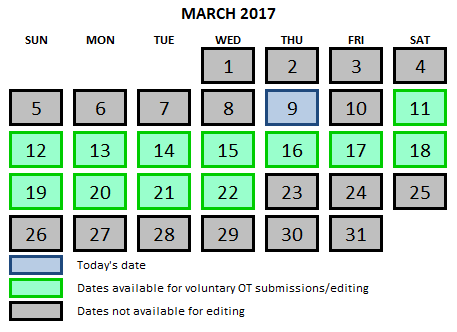 MARCH 2017
SUN MON TUE WED THU FRI SAT
1 2 3 4
5 6 7 8 9 10 11
12 13 14 15 16 17 18
19 20 21 22 23 24 25
26 27 28 29 30 31
Today's date
Dates available for voluntary OT submissions/editing
Dates not available for editing